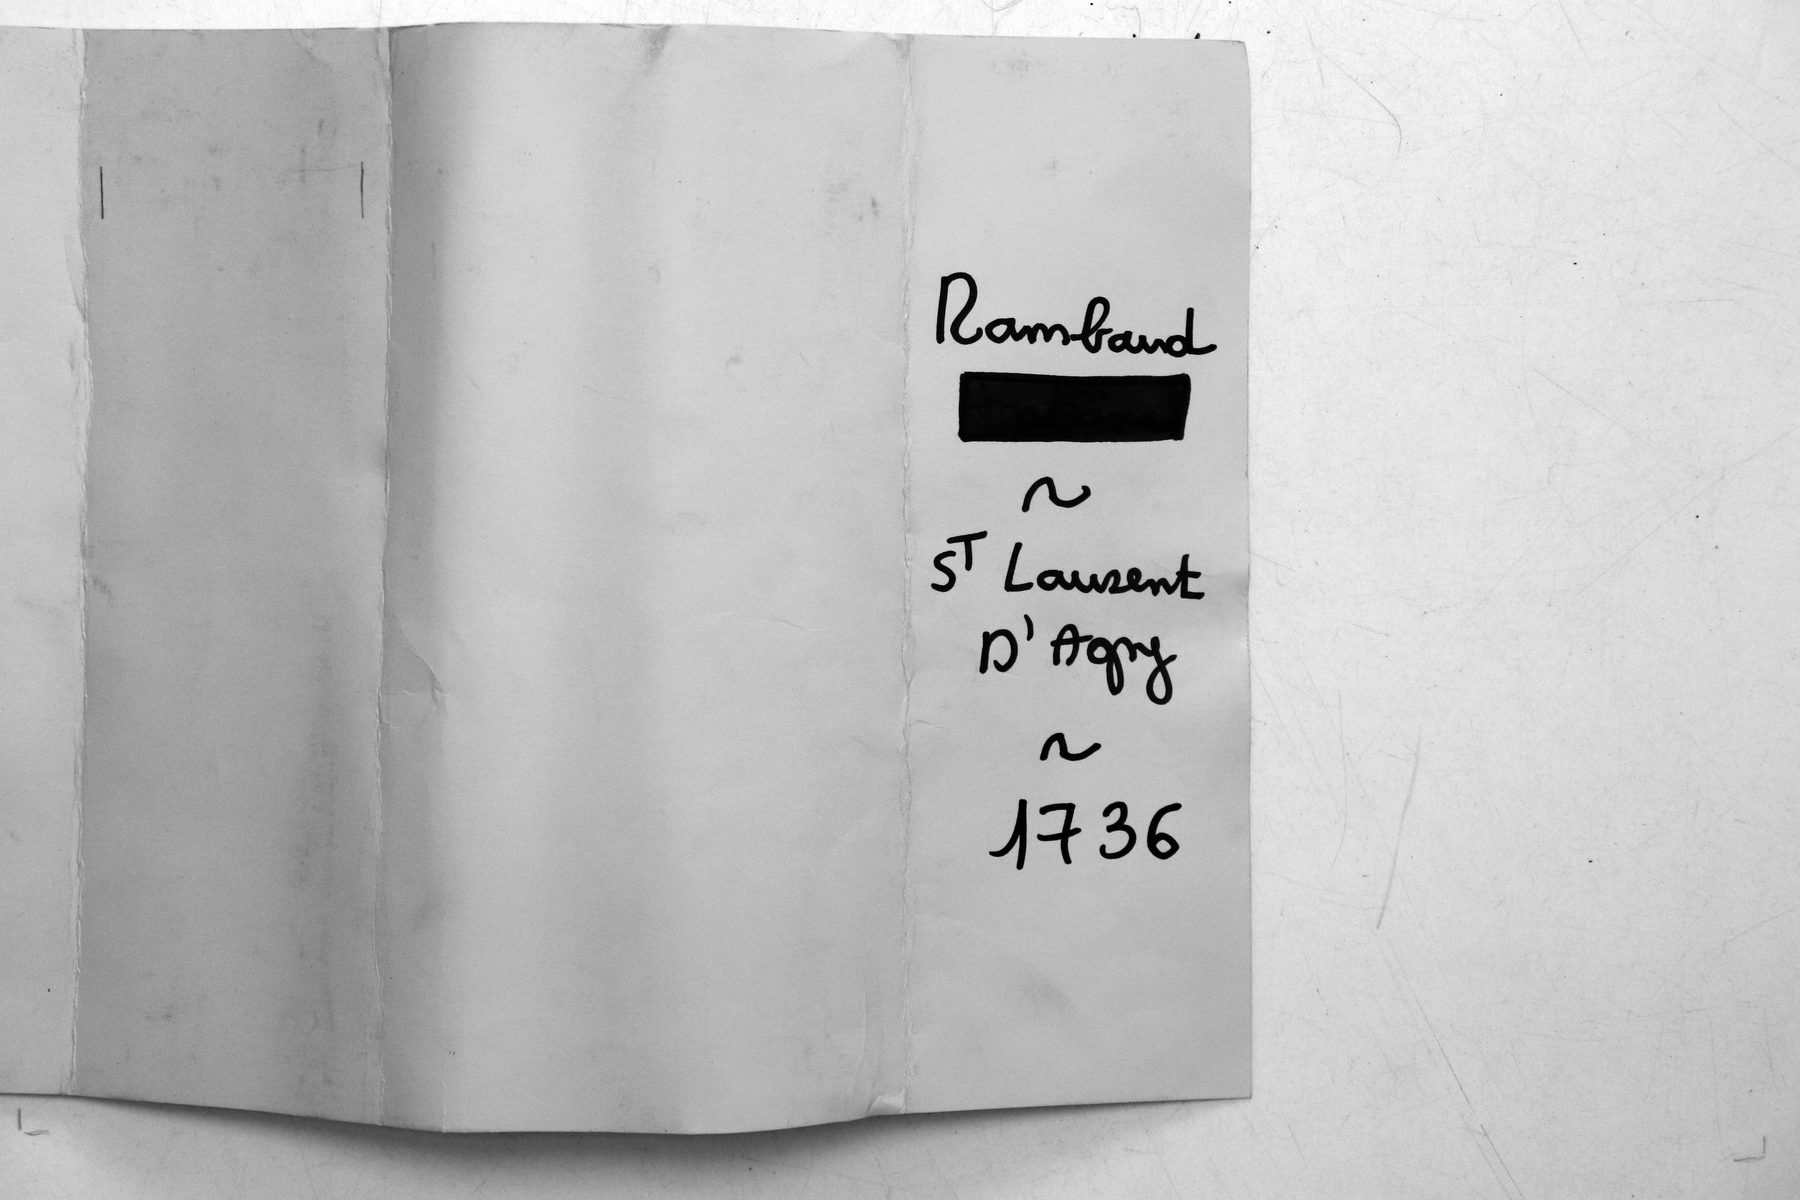 Rambaud
~
ST Laurent
D'Agny
~
1736